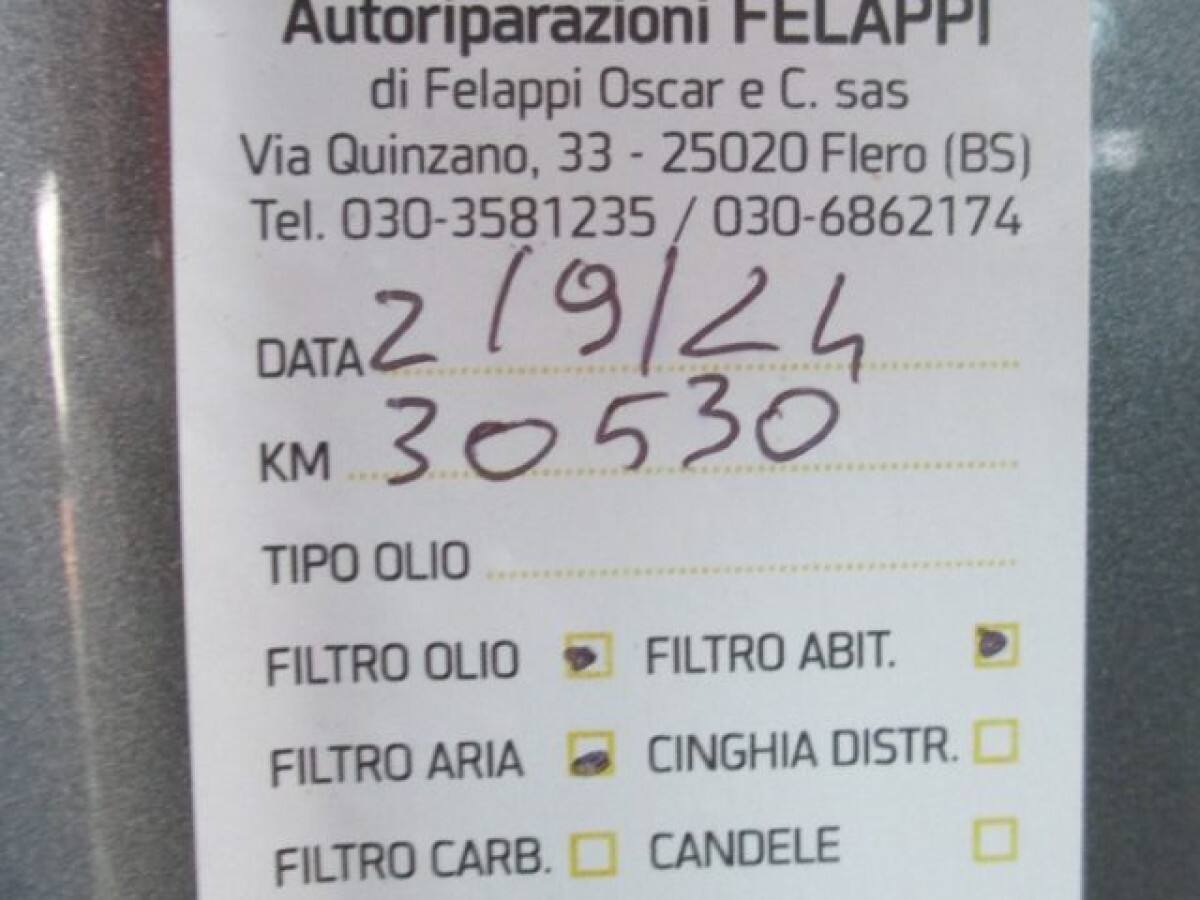 Autoriparazioni FELAPPI
di Felappi Oscar e C. sas
Via Quinzano, 33 - 25020 Flero (BS)
Tel. 030-3581235 / 030-6862174
DATA 2/9/24
KM 30530
TIPO OLIO
FILTRO OLIO FILTRO ABIT.
FILTRO ARIA CINGHIA DISTR.
FILTRO CARB. CANDELE